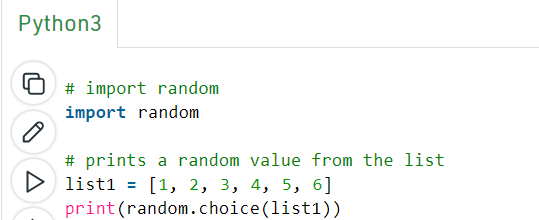 Python3
# import random
import random
# prints a random value from the list
list1 = [1, 2, 3, 4, 5, 6]
print(random.choice(list1))